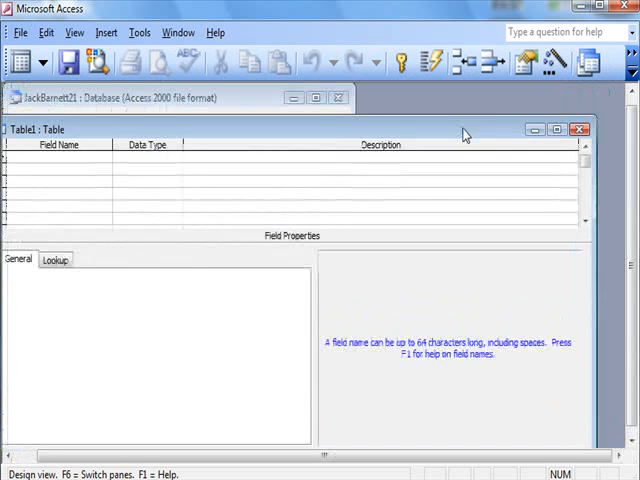 Microsoft Access
File Edit View Insert Tools Window Help
Type a question for help
ABC
JackBarnett21 : Database (Access 2000 file format)
Table1 : Table
Field Name Data Type Description
Field Properties
General Lookup
A field name can be up to 64 characters long, including spaces. Press
F1 for help on field names.
Design view. F6 = Switch panes. F1 = Help. NUM